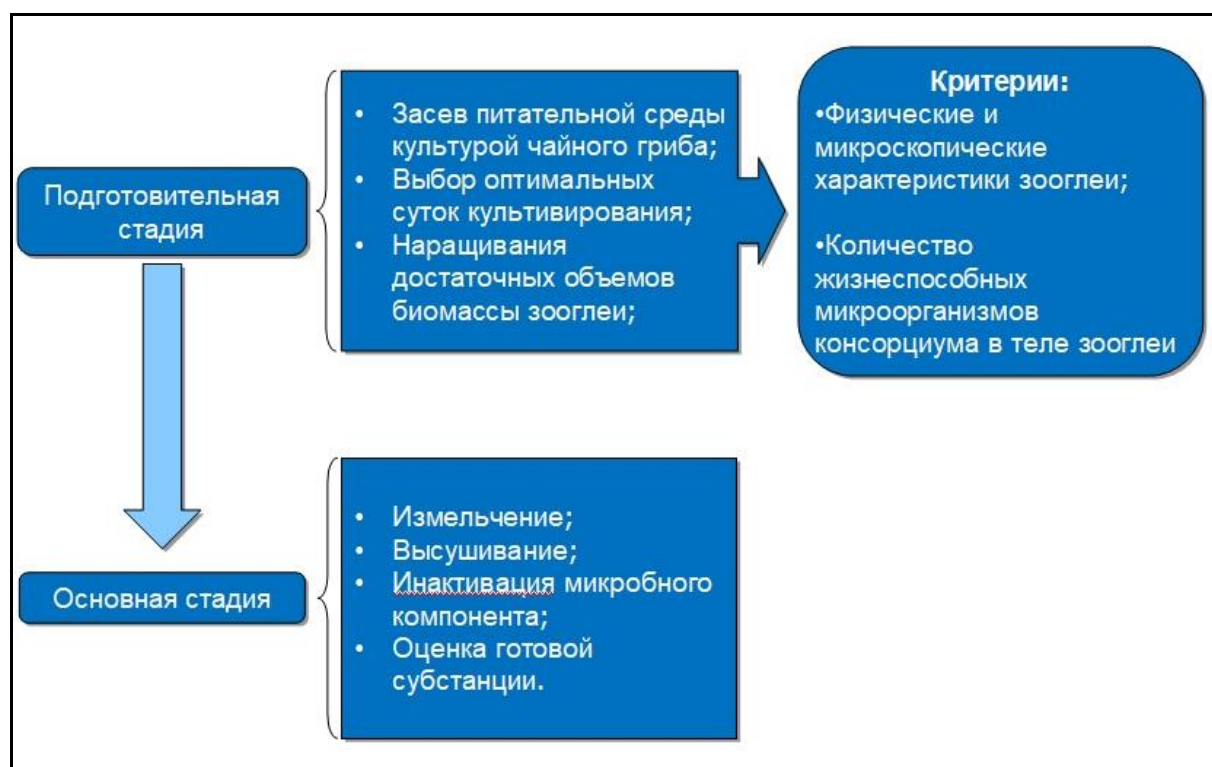 Подготовительная
стадия
• Засев питательной среды
культурой чайного гриба;
• Выбор оптимальных
суток культивирования;
• Наращивания
достаточных объемов
биомассы зооглеи;
Критерии:
•Физические и
микроскопические
характеристики зооглеи;
•Количество
жизнеспособных
микроорганизмов
консорциума в теле зооглеи
Основная стадия
• Измельчение;
• Высушивание;
• Инактивация микробного
компонента;
• Оценка готовой
субстанции.